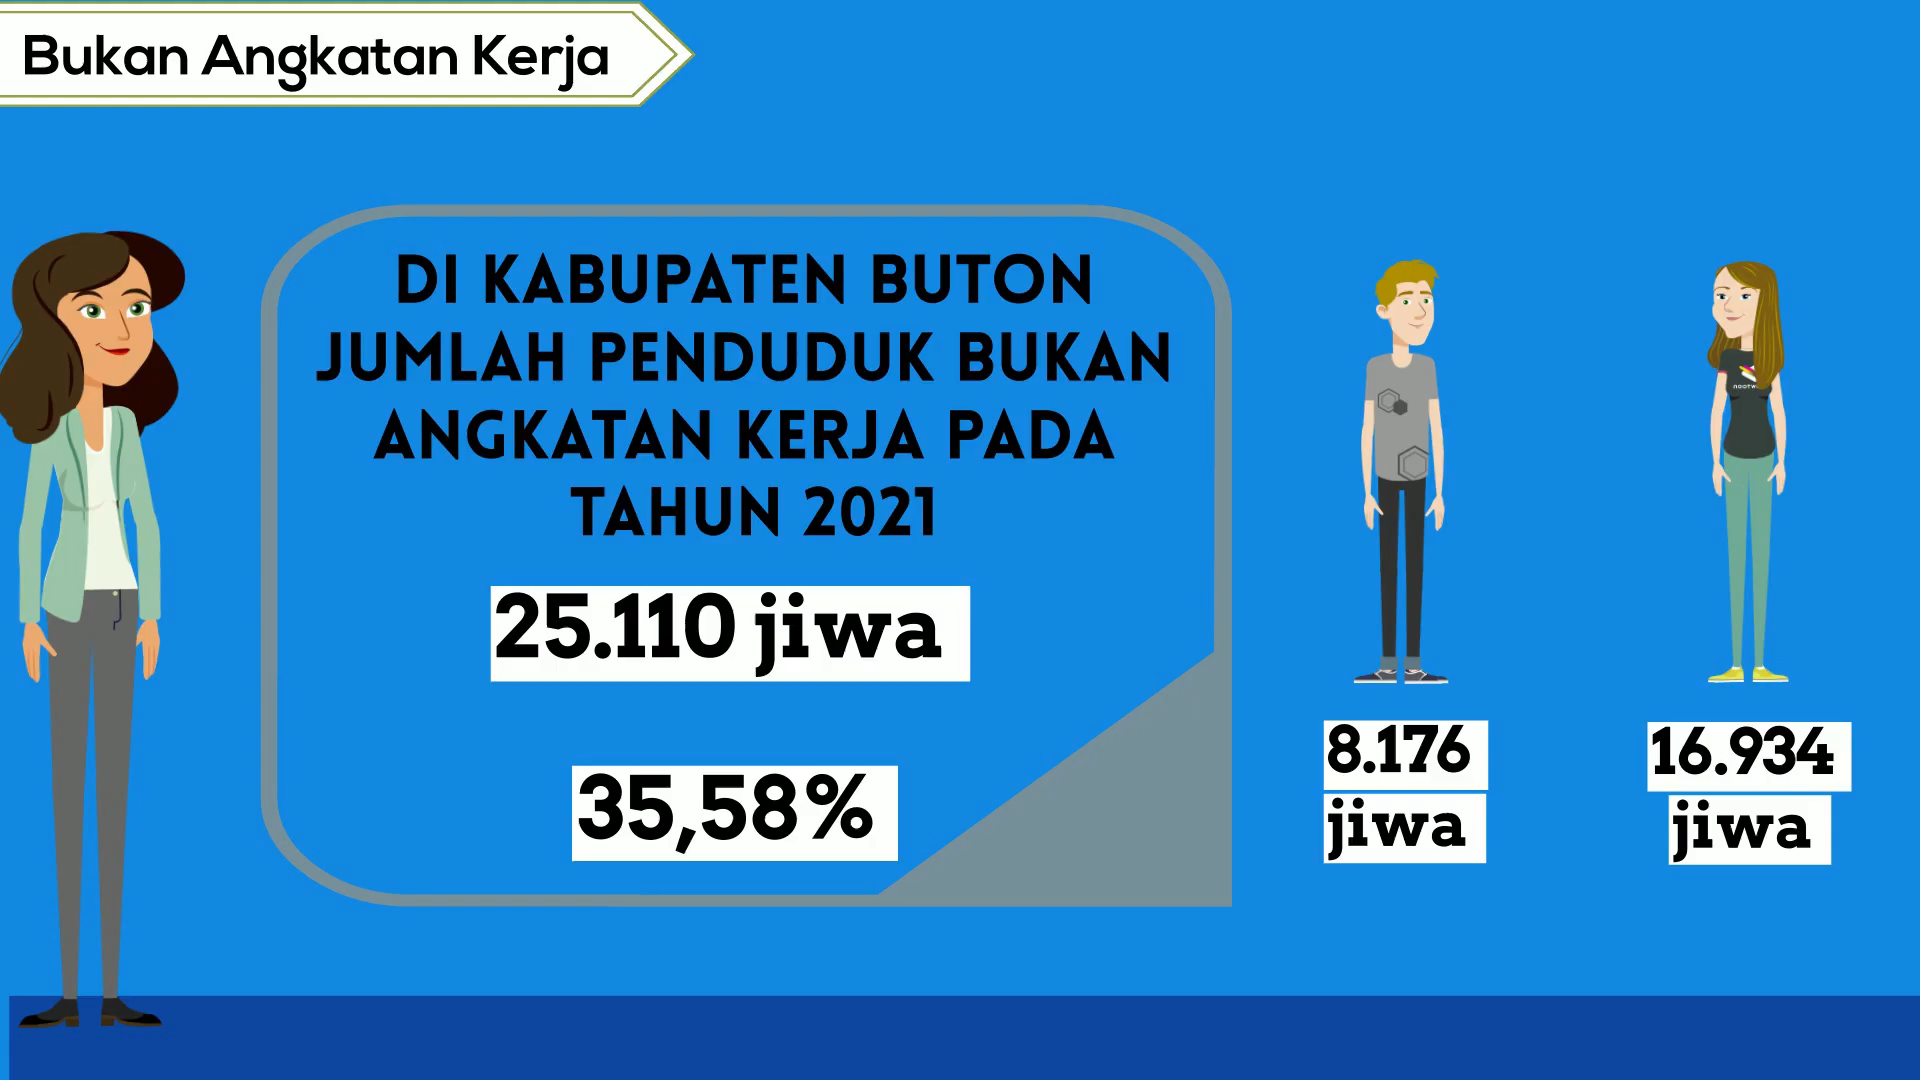 Bukan Angkatan Kerja
DI KABUPATEN BUTON
JUMLAH PENDUDUK BUKAN
ANGKATAN KERJA PADA
TAHUN 2021
25.110 jiwa
35,58%
8.176
jiwa
16.934
jiwa